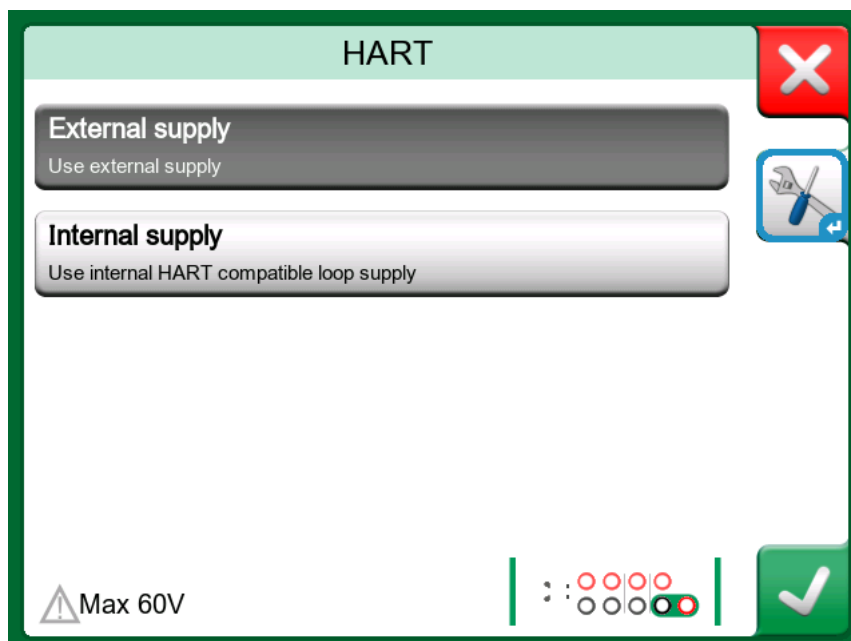 HART
External supply
Use external supply
Internal supply
Use internal HART compatible loop supply
Max 60V